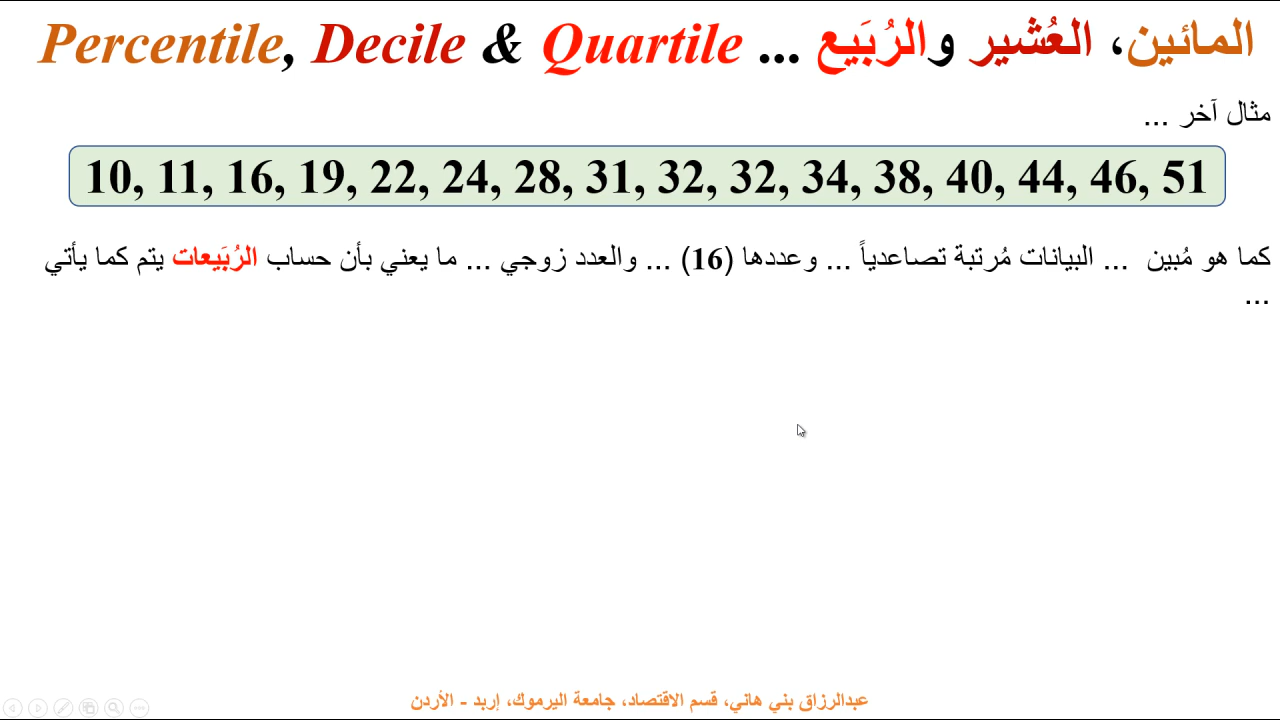 المائين، العُشير والرُبَيع ... Percentile, Decile & Quartile
مثال آخر ...
10, 11, 16, 19, 22, 24, 28, 31, 32, 32, 34, 38, 40, 44, 46, 51
كما هو مُبين ... البيانات مُرتبة تصاعدياً ... وعددها (16) ... والعدد زوجي ... ما يعني بأن حساب الرُبَيعات يتم كما يأتي
...
عبدالرزاق بني هاني، قسم الاقتصاد، جامعة اليرموك، إربد - الأردن